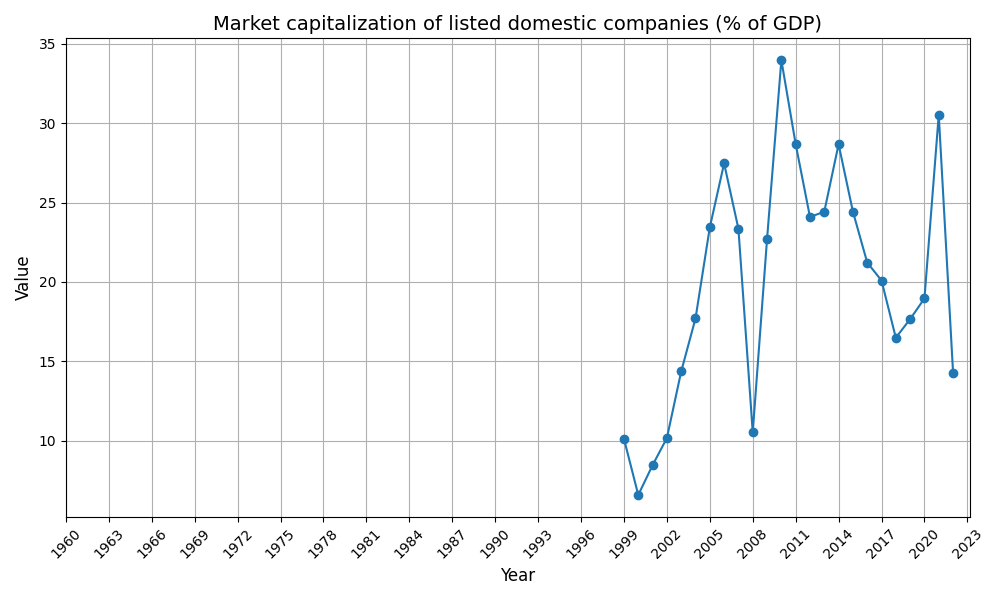 Market capitalization of listed domestic companies (% of GDP)
35
30
25
20
15
10
Value
1960 1963 1966 1969 1972 1975 1978 1981 1984 1987 1990 1993 1996 1999 2002 2005 2008 2011 2014 2017 2020 2023
Year